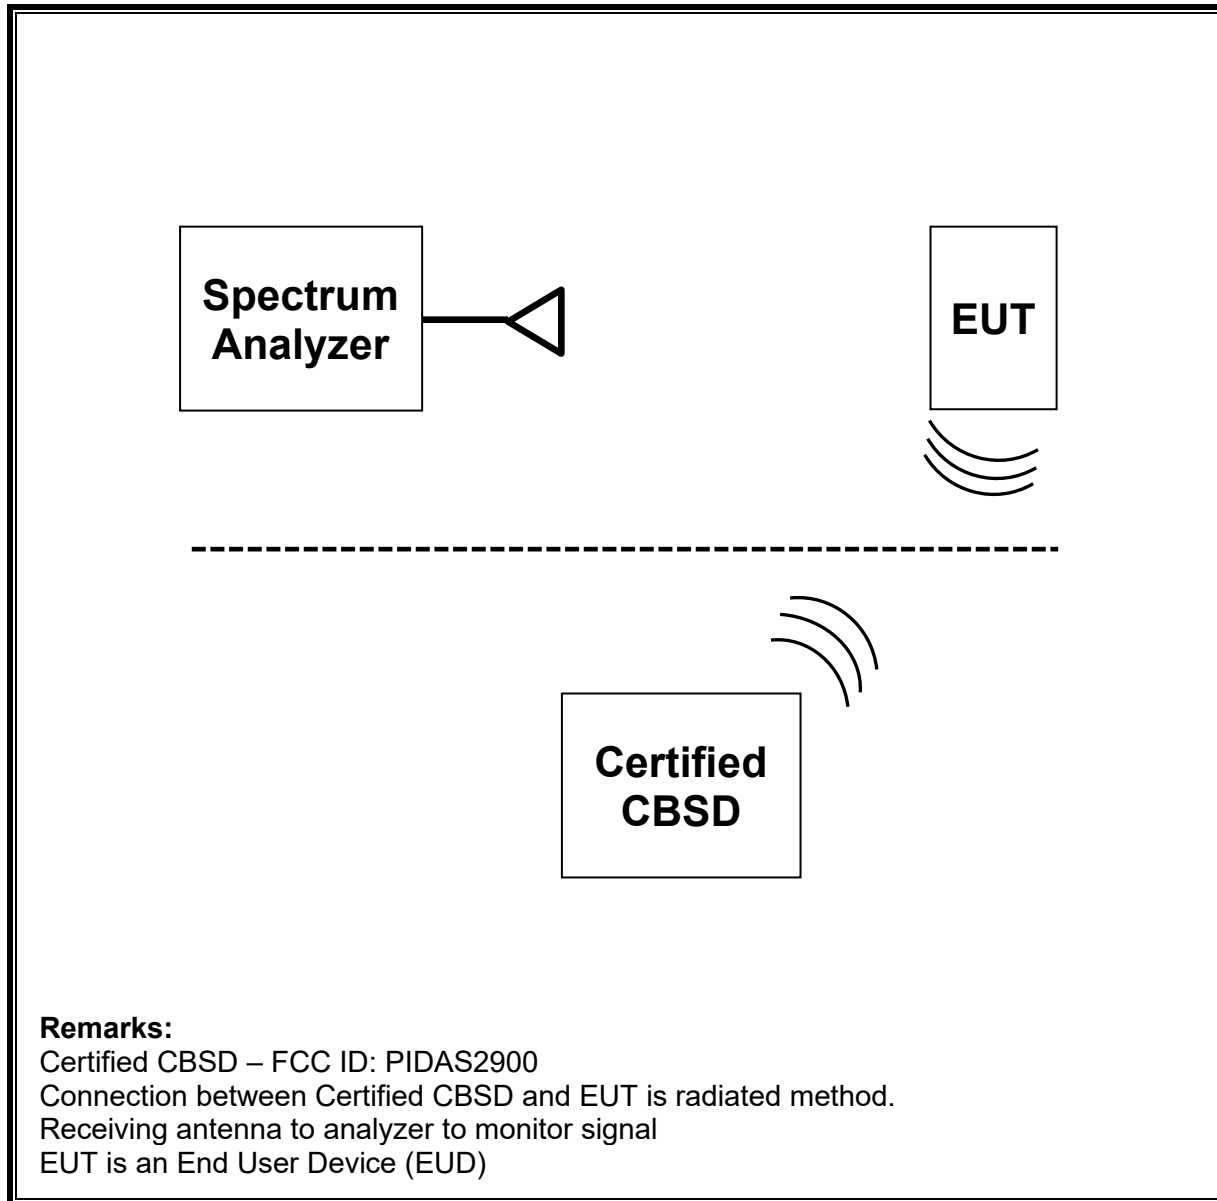 Spectrum
Analyzer
EUT
Certified
CBSD
Remarks:
Certified CBSD – FCC ID: PIDAS2900
Connection between Certified CBSD and EUT is radiated method.
Receiving antenna to analyzer to monitor signal
EUT is an End User Device (EUD)